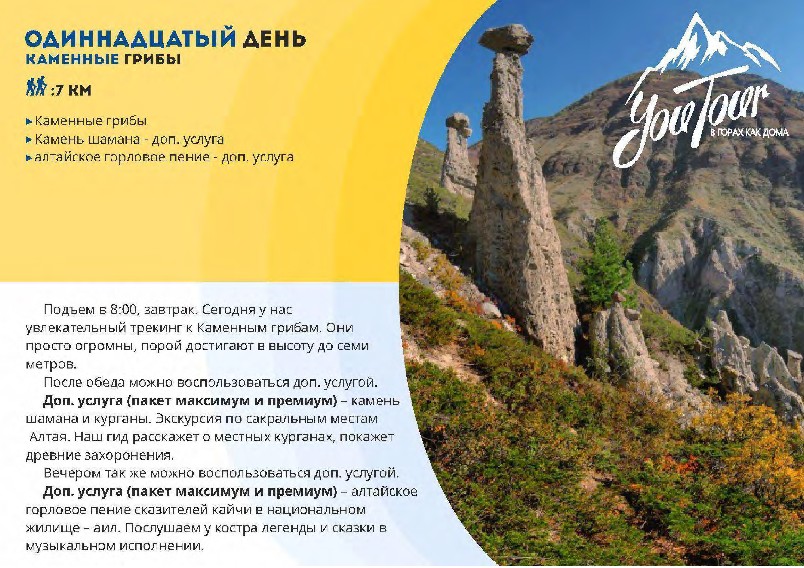 ОДИННАДЦАТЫЙ ДЕНЬ
КАМЕННЫЕ ГРИБЫ
:7 КМ
▸Каменные грибы
▸Камень шамана - доп. услуга
▸алтайское горловое пение - доп. услуга
You Tour
В ГОРАХ КАК ДОМА
Подъем в 8:00, завтрак. Сегодня у нас
увлекательный трекинг к Каменным грибам. Они
просто огромны, порой достигают в высоту до семи
метров.
После обеда можно воспользоваться доп. услугой.
Доп. услуга (пакет максимум и премиум) – камень
шамана и курганы. Экскурсия по сакральным местам
Алтая. Наш гид расскажет о местных курганах, покажет
древние захоронения.
Вечером так же можно воспользоваться доп. услугой.
Доп. услуга (пакет максимум и премиум) – алтайское
горловое пение сказителей кайчи в национальном
жилище – аил. Послушаем у костра легенды и сказки в
музыкальном исполнении.